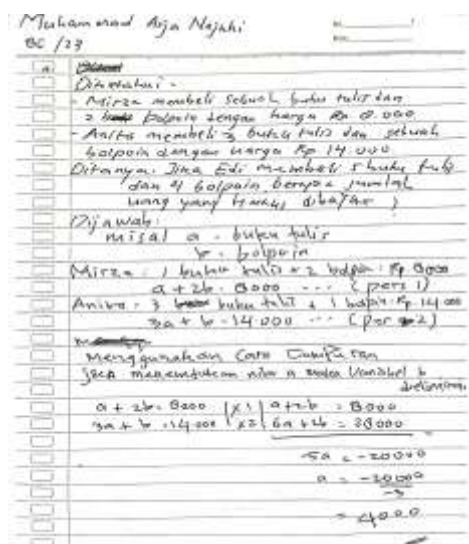 Muhammad Arja Najahi
8C / 23
a.
Diketahui -
- Mirza membeli sebuah buku tulis dan
2 bolpoin dengan harga Rp 8.000
- Anita membeli 3 buku tulis dan sebuah
bolpoin dengan harga Rp 14.000
Ditanya: Jika Edi membeli 5 buku tulis
dan 4 bolpoin berapa jumlah
uang yang harus dibayar ?
Dijawab:
misal a = buku tulis
b = bolpoin
Mirza : 1 buku tulis + 2 bolpoin : Rp. 8000
a + 2b = 8000 ... (pers 1)
Anita : 3 buku tulis + 1 bolpoin : Rp. 14 000
3a + b = 14.000 ... (per 2)
Menggunakan Cara Campuran
menentukan nilai a maka Variabel b
dieliminasi
a + 2b = 8000 | x1 | a + 2b = 8000
3a + b = 14.000 | x2 | 6a + 2b = 28000
-5a = -20000
a = -20000
-5
= 4000